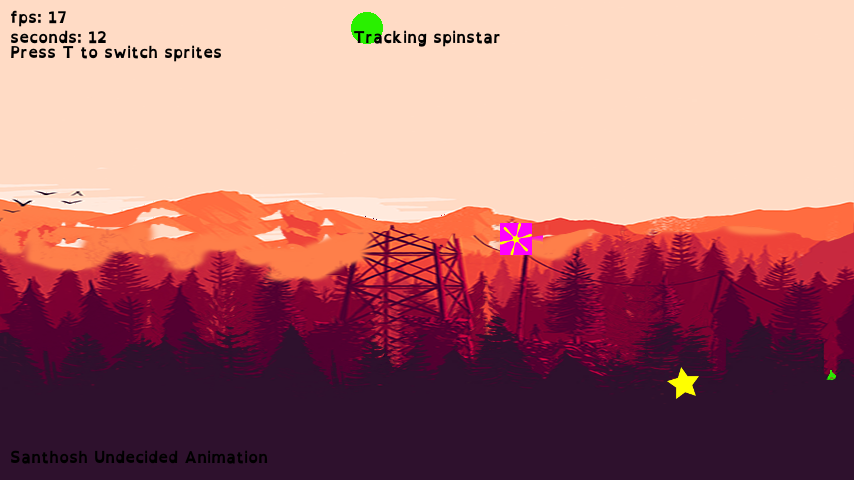 fps: 17
seconds: 12
Press T to switch sprites
Tracking spinstar
Santhosh Undecided Animation